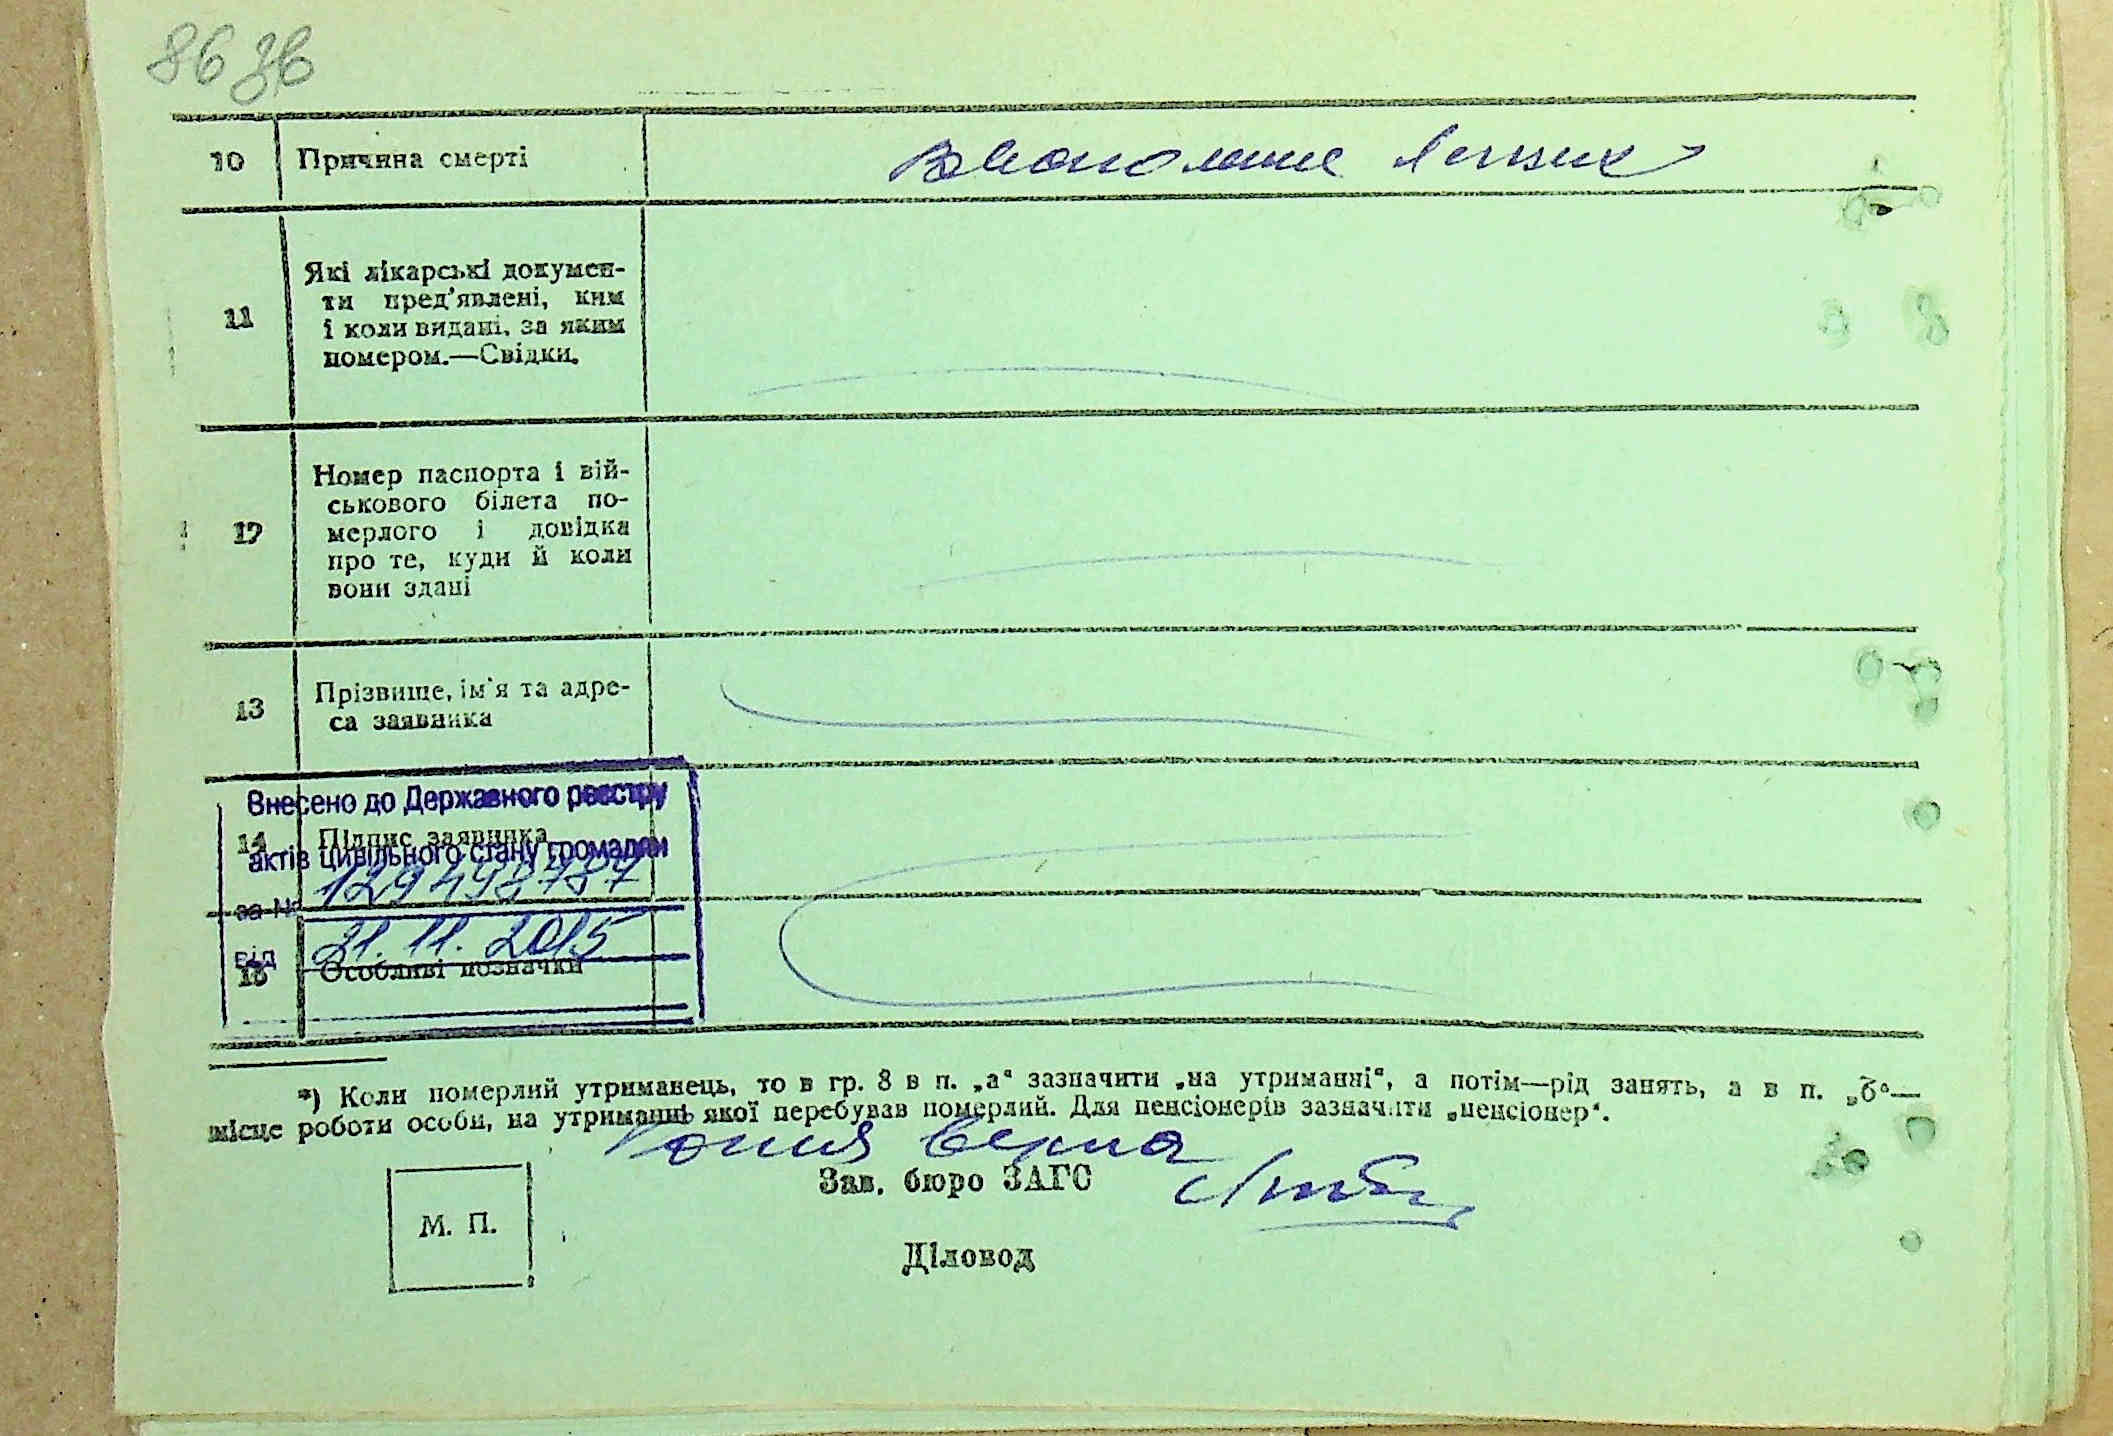 86 зв
10 Причина смерті Воспаление легких
11 Які лікарські докумен-
ти пред'явлені, ким
і коли видані, за яким
номером.—Свідки.
12 Номер паспорта і вій-
ськового білета по-
мерлого і довідка
про те, куди й коли
вони здані
13 Прізвище, ім'я та адре-
са заявника
Внесено до Державного реєстру
14 Підпис заявника
актів цивільного стану громадян
за № 129498787
від 21.11.2015
15 Особливі позначки
*) Коли померлий утриманець, то в гр. 8 в п. „а“ зазначити „на утриманні“, а потім—рід занять, а в п. „б“—
місце роботи особи, на утриманні якої перебував померлий. Для пенсіонерів зазначити „пенсіонер“.
Копия верна
Зав. бюро ЗАГС
М. П.
Діловод